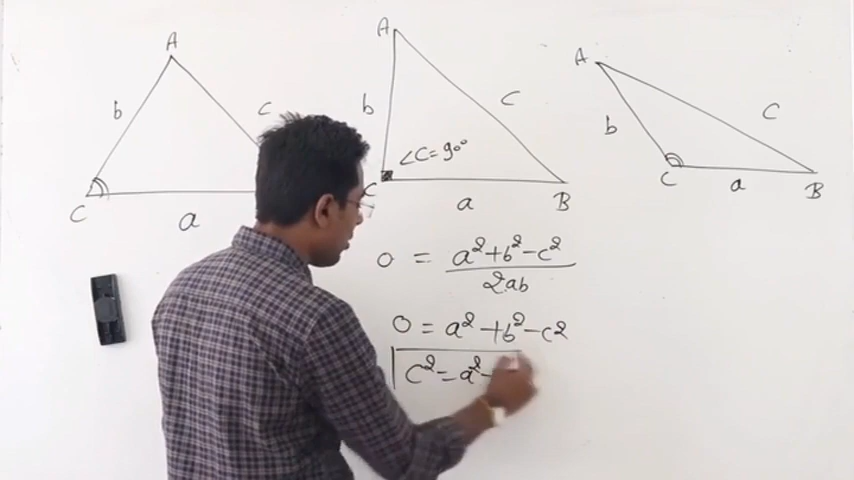 A
b
c
C
a
A
b
c
∠C=90°
C
a
B
A
b
c
C
a
B
0 = a²+b²-c² / 2ab
0 = a²+b²-c²
c²=a²